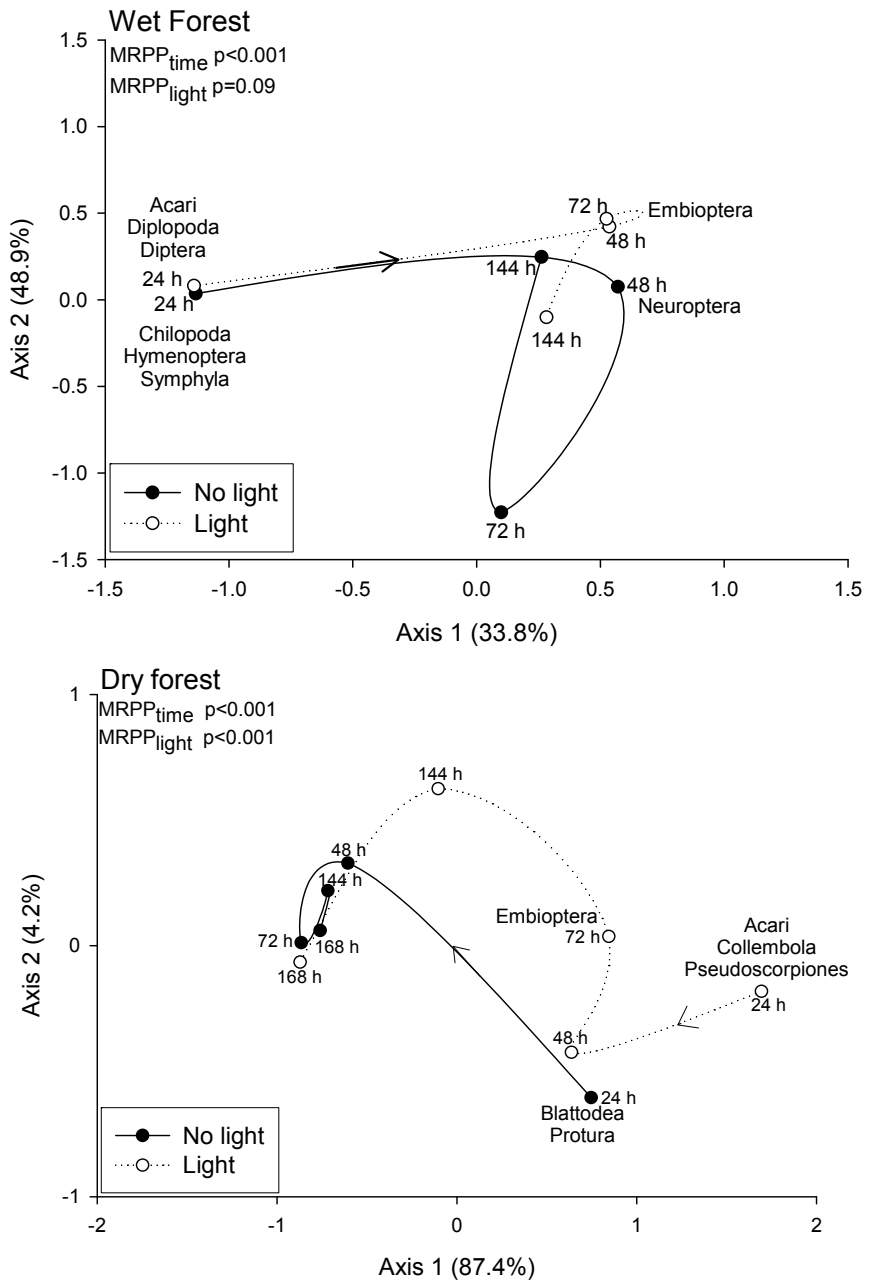 Wet Forest
1.5
MRPPtime p<0.001
MRPPlight p=0.09
1.0
0.5
0.0
-0.5
-1.0
-1.5
Axis 2 (48.9%)
Acari
Diplopoda
Diptera
24 h
24 h
Chilopoda
Hymenoptera
Symphyla
72 h
Embioptera
48 h
144 h
48 h
Neuroptera
144 h
72 h
No light
Light
-1.5
-1.0
-0.5
0.0
0.5
1.0
1.5
Axis 1 (33.8%)
Dry forest
1
MRPPtime p<0.001
MRPPlight p<0.001
0
-1
Axis 2 (4.2%)
144 h
48 h
144 h
72 h
168 h
168 h
Embioptera
72 h
Acari
Collembola
Pseudoscorpiones
24 h
48 h
24 h
Blattodea
Protura
No light
Light
-2
-1
0
1
2
Axis 1 (87.4%)